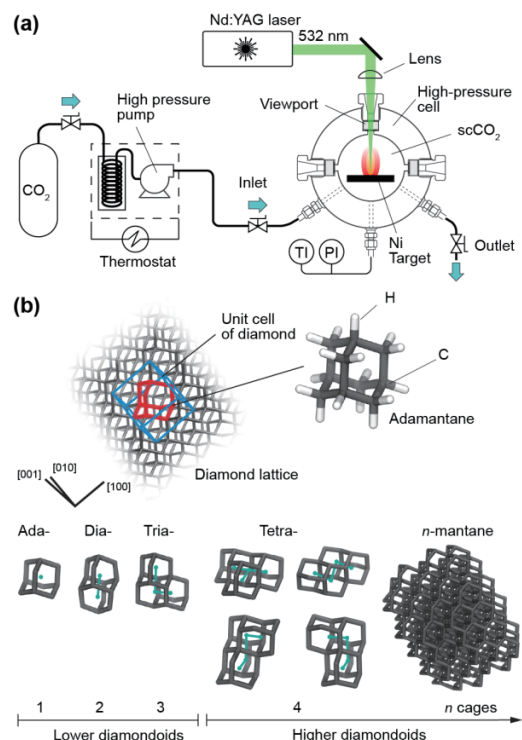 (a)
Nd:YAG laser
532 nm
Lens
High-pressure
cell
Viewport
scCO2
High pressure
pump
Inlet
CO2
Thermostat
TI
PI
Ni
Target
Outlet
(b)
H
Unit cell
of diamond
C
Adamantane
Diamond lattice
[001]
[010]
[100]
Ada-
Dia-
Tria-
Tetra-
n-mantane
1
2
3
4
n cages
Lower diamondoids
Higher diamondoids